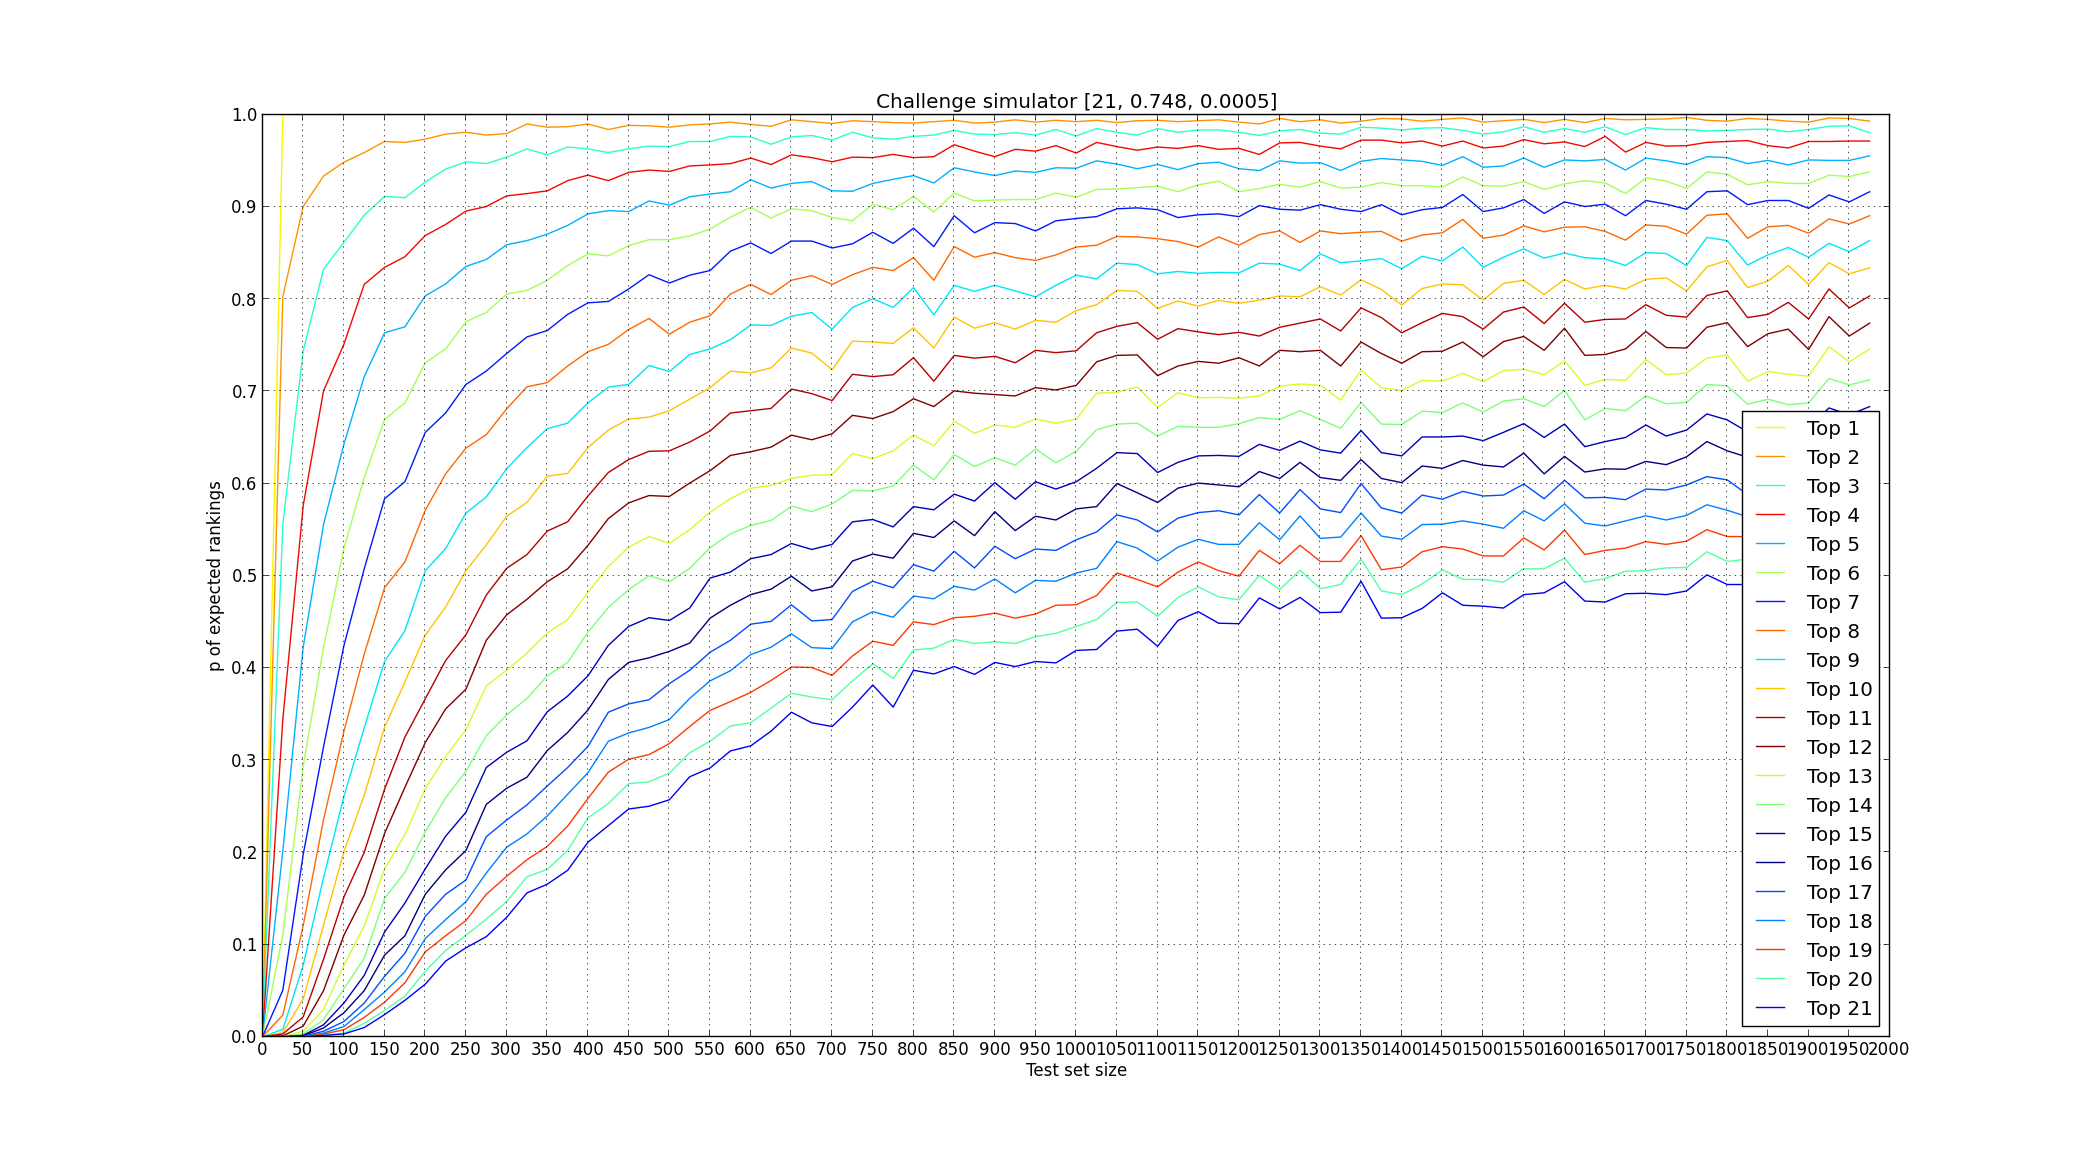 Challenge simulator [21, 0.748, 0.0005]
1.0
0.9
0.8
0.7
0.6
0.5
0.4
0.3
0.2
0.1
0.0
p of expected rankings
Top 1
Top 2
Top 3
Top 4
Top 5
Top 6
Top 7
Top 8
Top 9
Top 10
Top 11
Top 12
Top 13
Top 14
Top 15
Top 16
Top 17
Top 18
Top 19
Top 20
Top 21
0 50 100 150 200 250 300 350 400 450 500 550 600 650 700 750 800 850 900 950 1000 1050 1100 1150 1200 1250 1300 1350 1400 1450 1500 1550 1600 1650 1700 1750 1800 1850 1900 1950 2000
Test set size